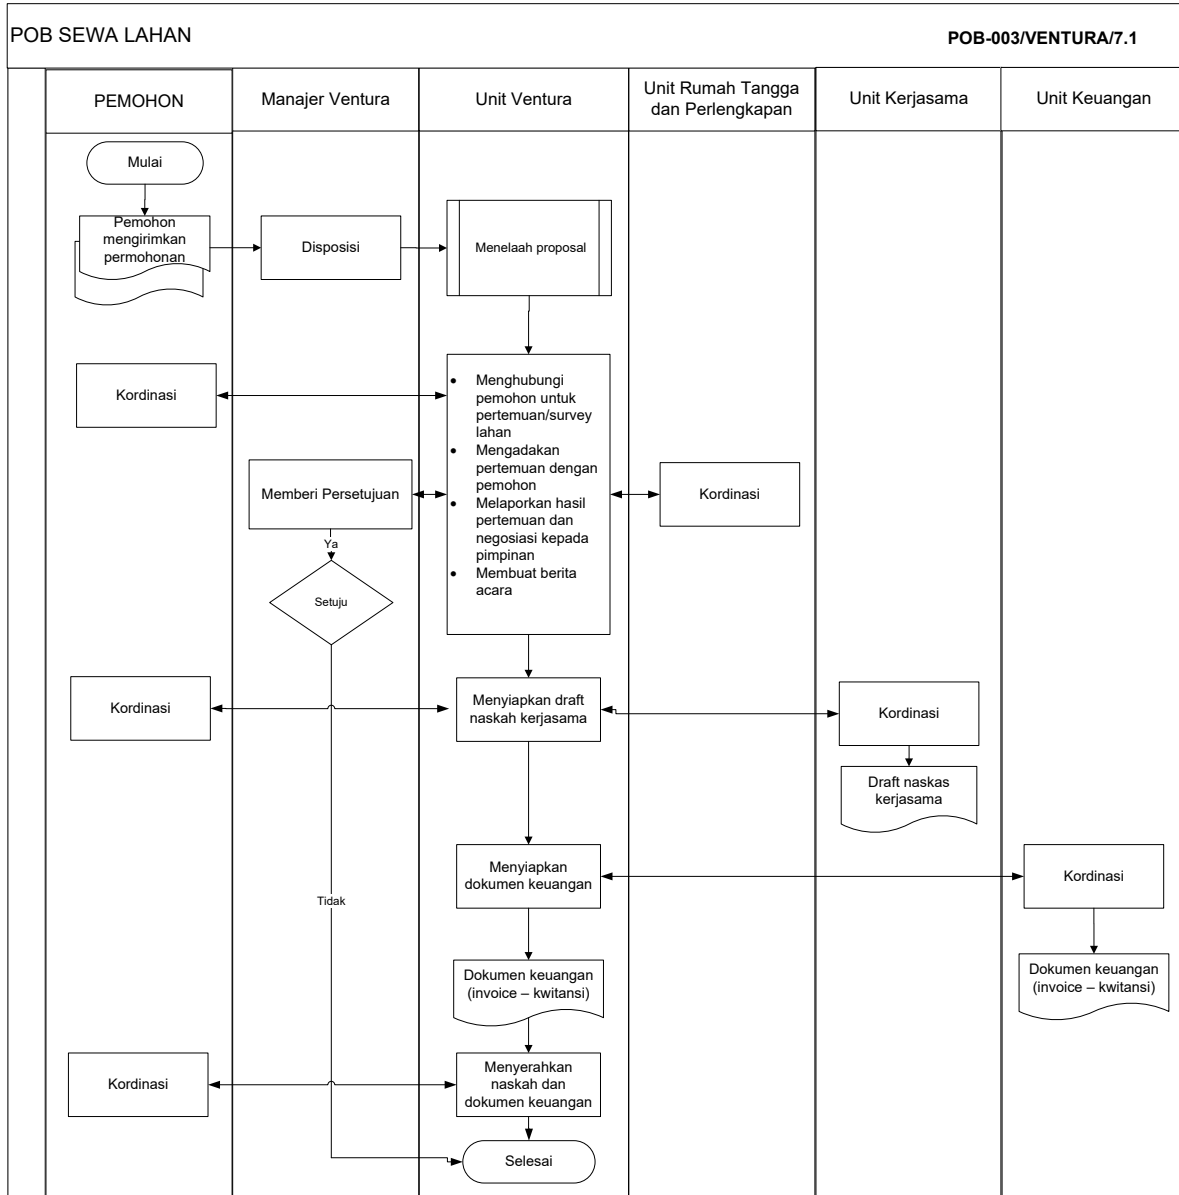 POB SEWA LAHAN
POB-003/VENTURA/7.1
PEMOHON
Manajer Ventura
Unit Ventura
Unit Rumah Tangga
dan Perlengkapan
Unit Kerjasama
Unit Keuangan
Mulai
Pemohon
mengirimkan
permohonan
Disposisi
Menelaah proposal
Kordinasi
• Menghubungi
pemohon untuk
pertemuan/survey
lahan
• Mengadakan
pertemuan dengan
pemohon
• Melaporkan hasil
pertemuan dan
negosiasi kepada
pimpinan
• Membuat berita
acara
Memberi Persetujuan
Kordinasi
Ya
Setuju
Kordinasi
Menyiapkan draft
naskah kerjasama
Kordinasi
Draft naskas
kerjasama
Menyiapkan
dokumen keuangan
Kordinasi
Tidak
Dokumen keuangan
(invoice – kwitansi)
Dokumen keuangan
(invoice – kwitansi)
Kordinasi
Menyerahkan
naskah dan
dokumen keuangan
Selesai